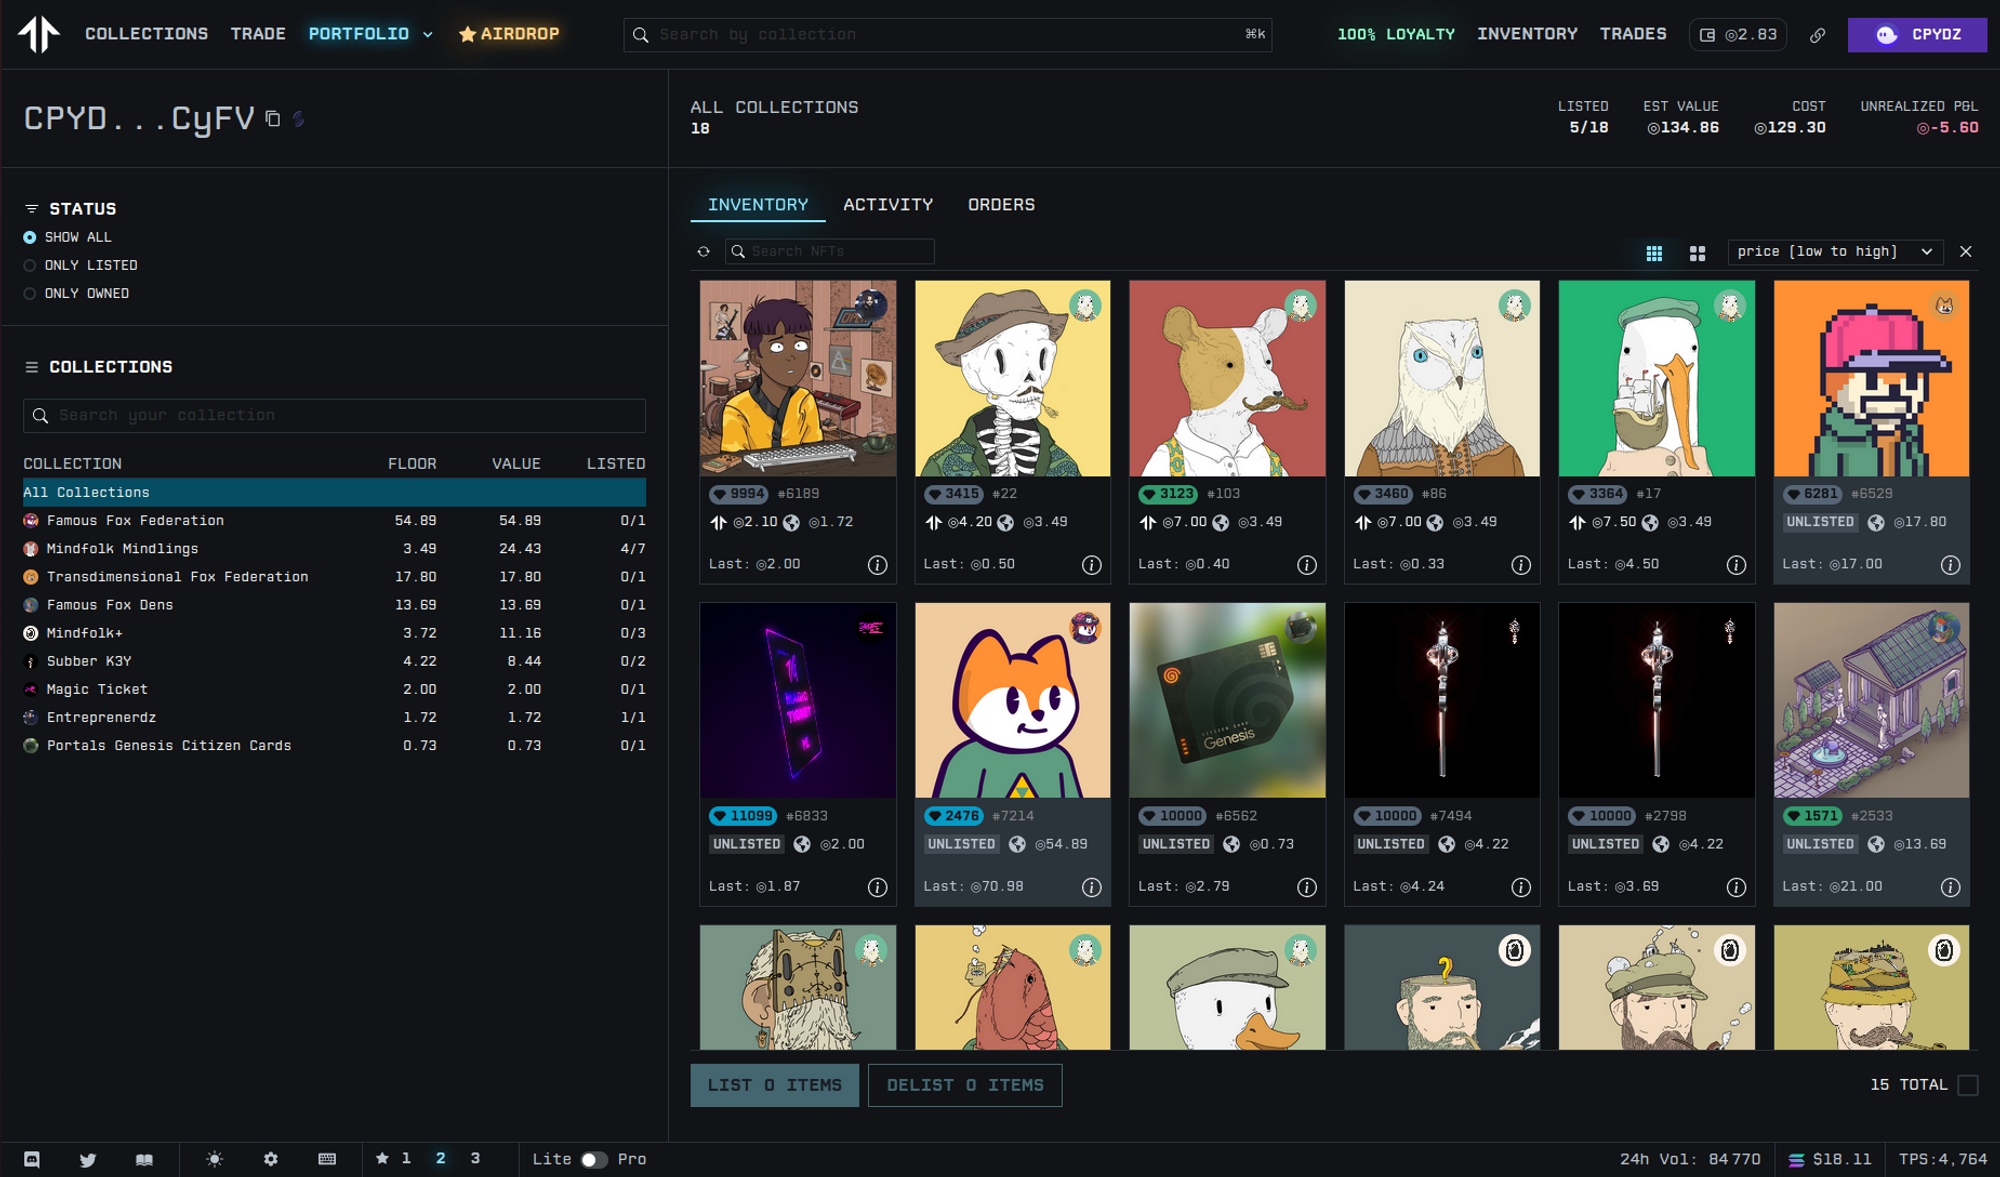 COLLECTIONS TRADE PORTFOLIO AIRDROP Search by collection ⌘k 100% LOYALTY INVENTORY TRADES ◎2.83 CPYDZ
CPYD...CyFV
ALL COLLECTIONS
18
LISTED EST VALUE COST UNREALIZED P&L
5/18 ◎134.86 ◎129.30 ◎-5.60
STATUS
SHOW ALL
ONLY LISTED
ONLY OWNED
COLLECTIONS
Search your collection
COLLECTION FLOOR VALUE LISTED
All Collections
Famous Fox Federation 54.89 54.89 0/1
Mindfolk Mindlings 3.49 24.43 4/7
Transdimensional Fox Federation 17.80 17.80 0/1
Famous Fox Dens 13.69 13.69 0/1
Mindfolk+ 3.72 11.16 0/3
Subber K3Y 4.22 8.44 0/2
Magic Ticket 2.00 2.00 0/1
Entreprenerdz 1.72 1.72 1/1
Portals Genesis Citizen Cards 0.73 0.73 0/1
INVENTORY ACTIVITY ORDERS
Search NFTs price [low to high]
9994 #6189 3415 #22 3123 #103 3460 #86 3364 #17 6281 #6529
◎2.10 ◎1.72 ◎4.20 ◎3.49 ◎7.00 ◎3.49 ◎7.00 ◎3.49 ◎7.50 ◎3.49 UNLISTED ◎17.80
Last: ◎2.00 Last: ◎0.50 Last: ◎0.40 Last: ◎0.33 Last: ◎4.50 Last: ◎17.00
MAGIC
TICKET
CITIZEN CARD
Genesis
11099 #6833 2476 #7214 10000 #6562 10000 #7494 10000 #2798 1571 #2533
UNLISTED ◎2.00 UNLISTED ◎54.89 UNLISTED ◎0.73 UNLISTED ◎4.22 UNLISTED ◎4.22 UNLISTED ◎13.69
Last: ◎1.87 Last: ◎70.98 Last: ◎2.79 Last: ◎4.24 Last: ◎3.69 Last: ◎21.00
?
LIST 0 ITEMS DELIST 0 ITEMS 15 TOTAL
1 2 3 Lite Pro 24h Vol: 84770 $18.11 TPS:4,764